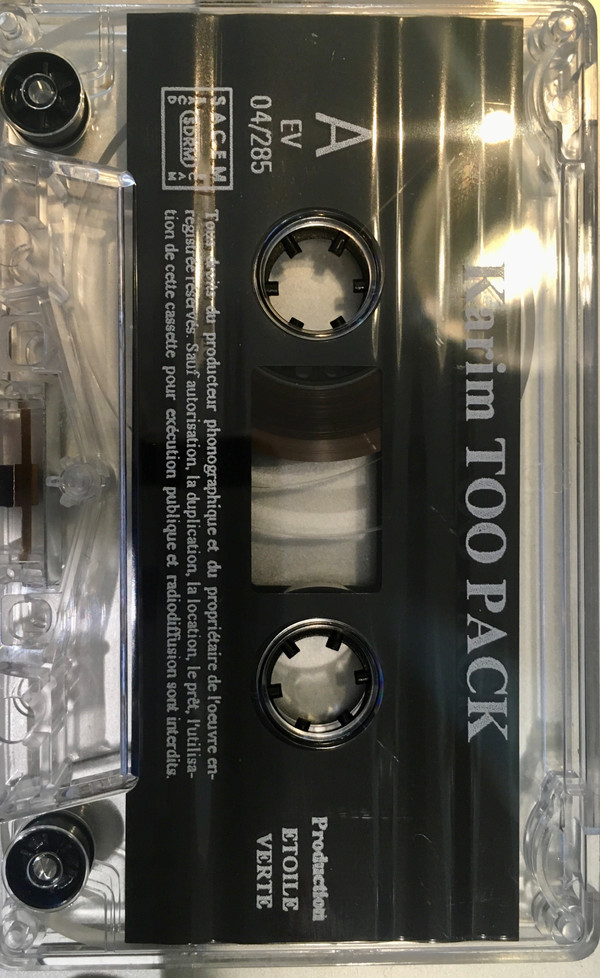 Karim TOO PACK
A
EV
04/285
Production
ETOILE
VERTE
SACEM
(SDRM)
Tous droits du producteur phonographique et du propriétaire de l'oeuvre en-
registrée réservés. Sauf autorisation, la duplication, la location, le prêt, l'utilisa-
tion de cette cassette pour exécution publique et radiodiffusion sont interdits.